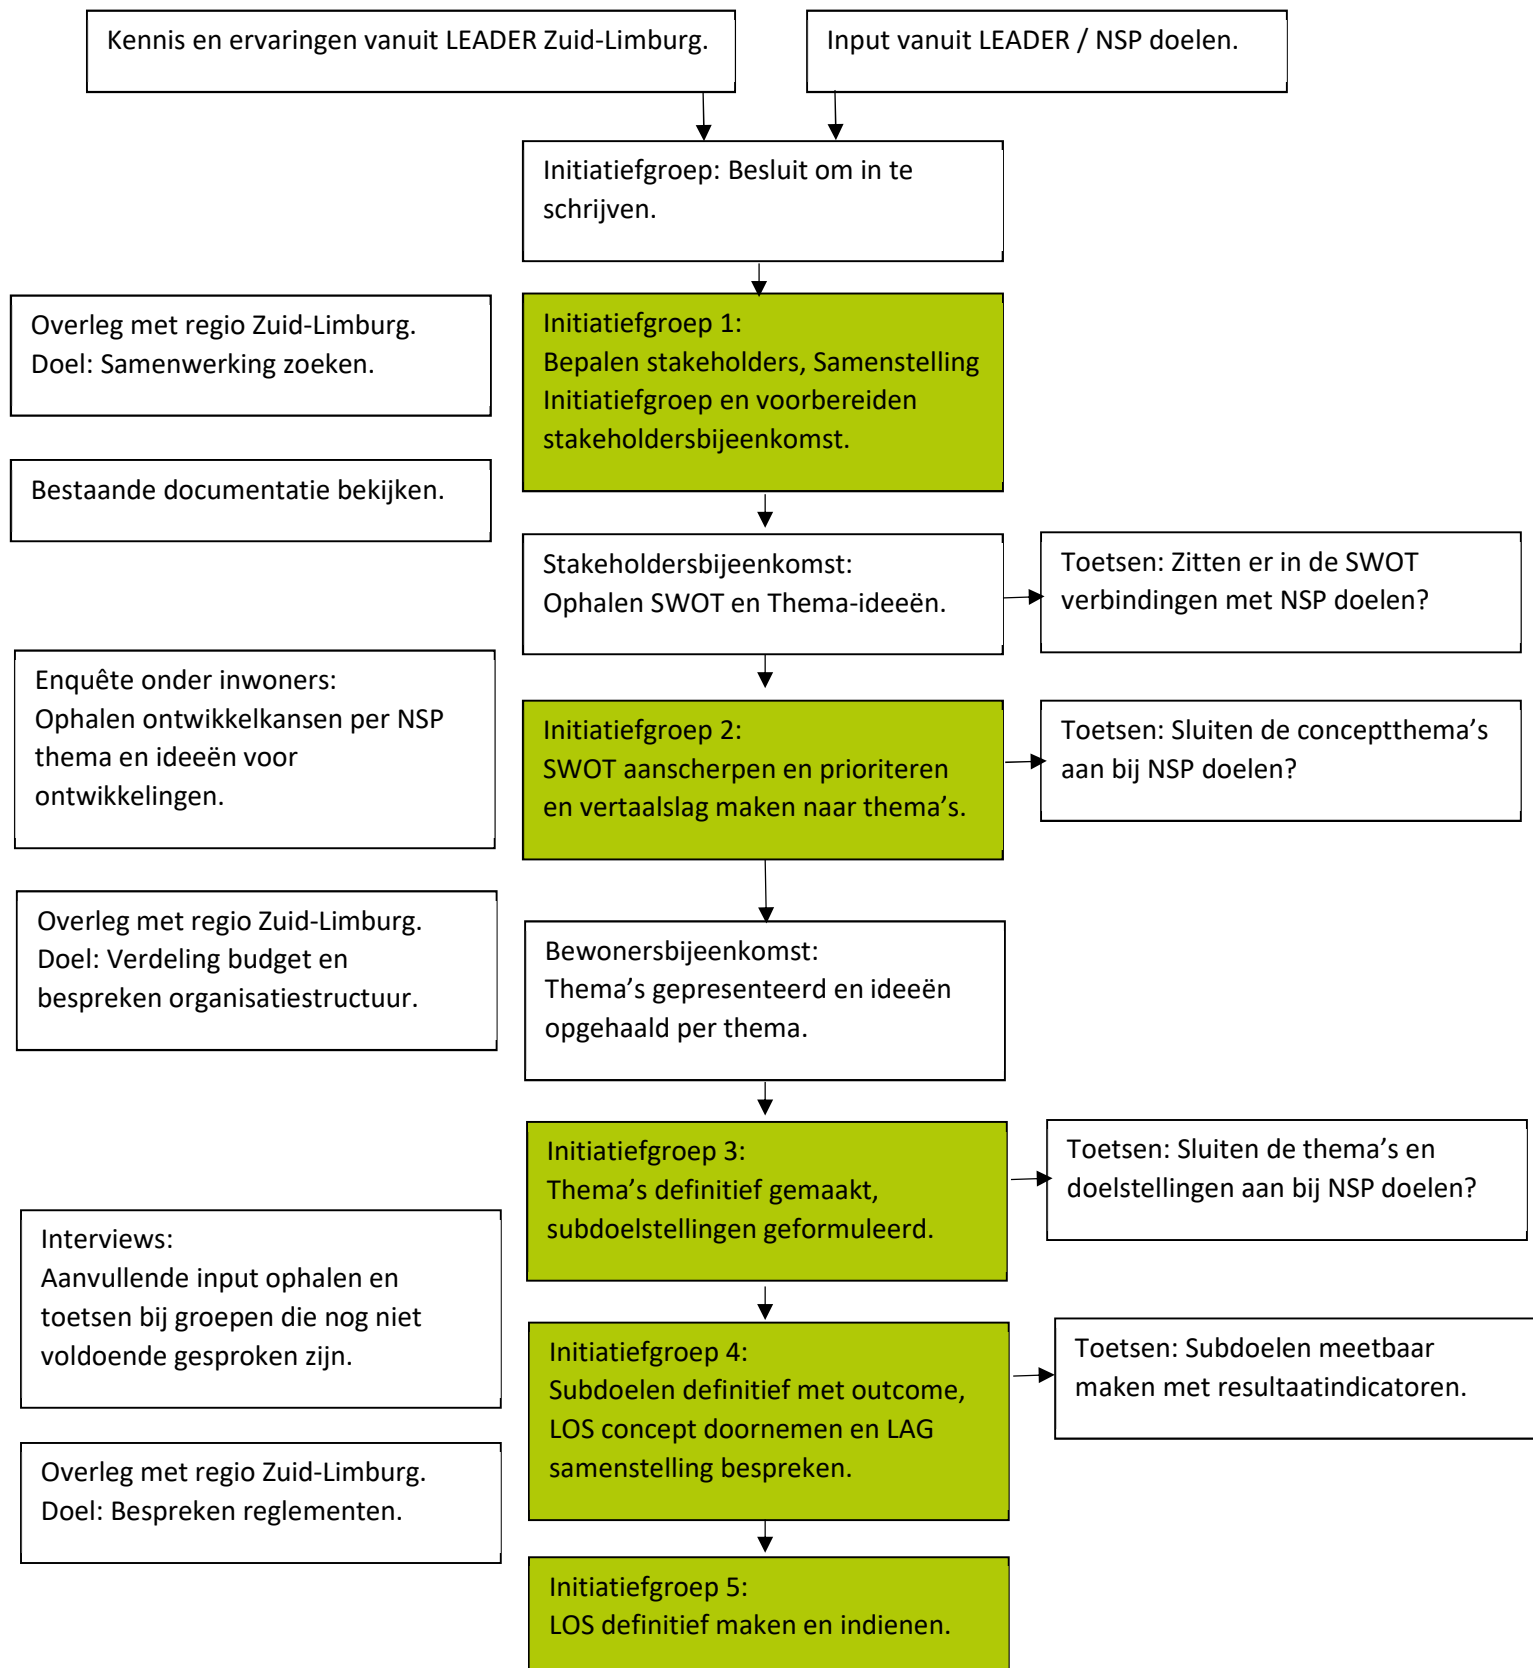 Kennis en ervaringen vanuit LEADER Zuid-Limburg.
Input vanuit LEADER / NSP doelen.
Initiatiefgroep: Besluit om in te
schrijven.
Overleg met regio Zuid-Limburg.
Doel: Samenwerking zoeken.
Initiatiefgroep 1:
Bepalen stakeholders, Samenstelling
Initiatiefgroep en voorbereiden
stakeholdersbijeenkomst.
Bestaande documentatie bekijken.
Stakeholdersbijeenkomst:
Ophalen SWOT en Thema-ideeën.
Toetsen: Zitten er in de SWOT
verbindingen met NSP doelen?
Enquête onder inwoners:
Ophalen ontwikkelkansen per NSP
thema en ideeën voor
ontwikkelingen.
Initiatiefgroep 2:
SWOT aanscherpen en prioriteren
en vertaalslag maken naar thema’s.
Toetsen: Sluiten de conceptthema’s
aan bij NSP doelen?
Overleg met regio Zuid-Limburg.
Doel: Verdeling budget en
bespreken organisatiestructuur.
Bewonersbijeenkomst:
Thema’s gepresenteerd en ideeën
opgehaald per thema.
Initiatiefgroep 3:
Thema’s definitief gemaakt,
subdoelstellingen geformuleerd.
Toetsen: Sluiten de thema’s en
doelstellingen aan bij NSP doelen?
Interviews:
Aanvullende input ophalen en
toetsen bij groepen die nog niet
voldoende gesproken zijn.
Initiatiefgroep 4:
Subdoelen definitief met outcome,
LOS concept doornemen en LAG
samenstelling bespreken.
Toetsen: Subdoelen meetbaar
maken met resultaatindicatoren.
Overleg met regio Zuid-Limburg.
Doel: Bespreken reglementen.
Initiatiefgroep 5:
LOS definitief maken en indienen.